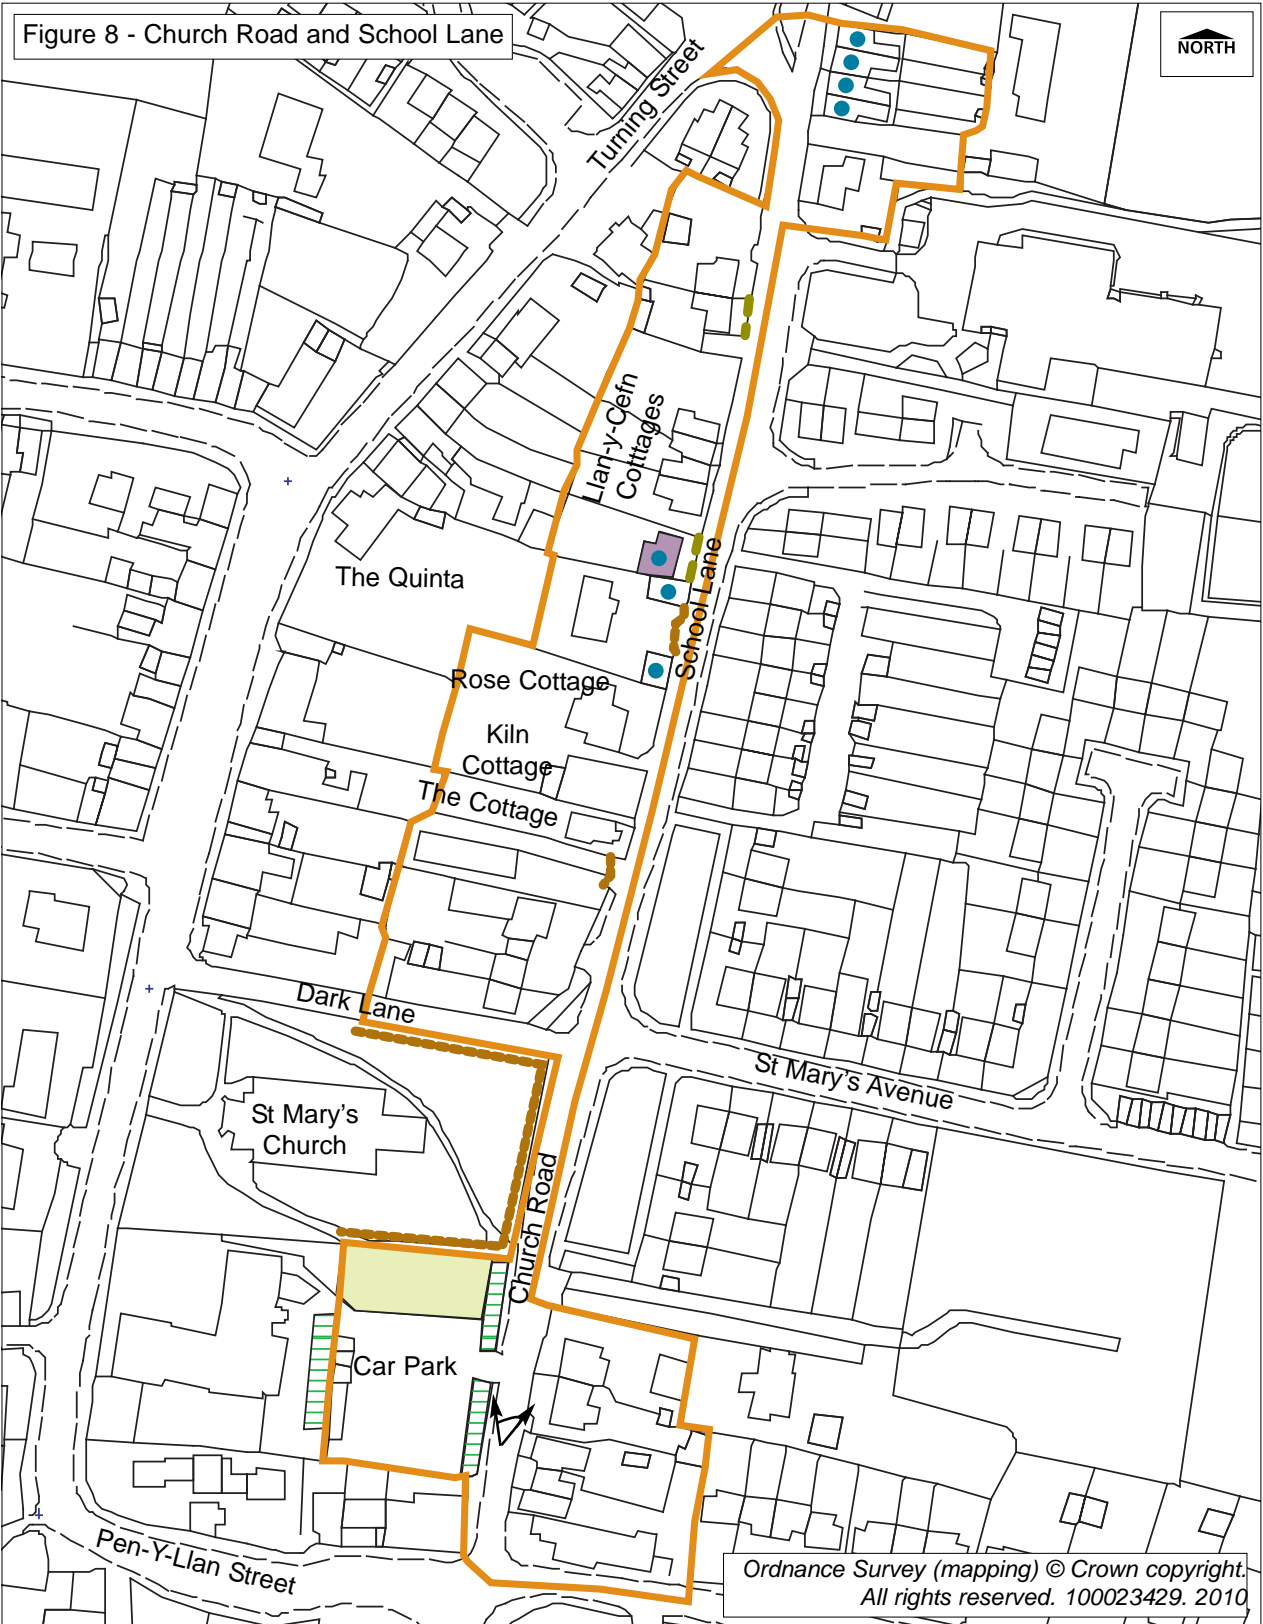 Figure 8 - Church Road and School Lane
NORTH
Turning Street
Llan-y-Cefn
Cotttages
School Lane
The Quinta
Rose Cottage
Kiln
Cottage
The Cottage
Dark Lane
St Mary's Avenue
St Mary's
Church
Church Road
Car Park
Pen-Y-Llan Street
Ordnance Survey (mapping) © Crown copyright.
All rights reserved. 100023429. 2010